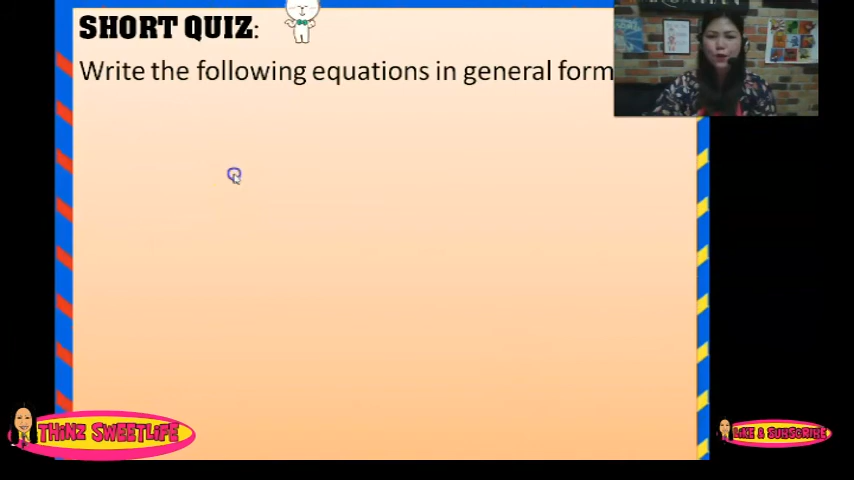 SHORT QUIZ:
Write the following equations in general form
THINZ SWEETLIFE
LIKE & SUBSCRIBE